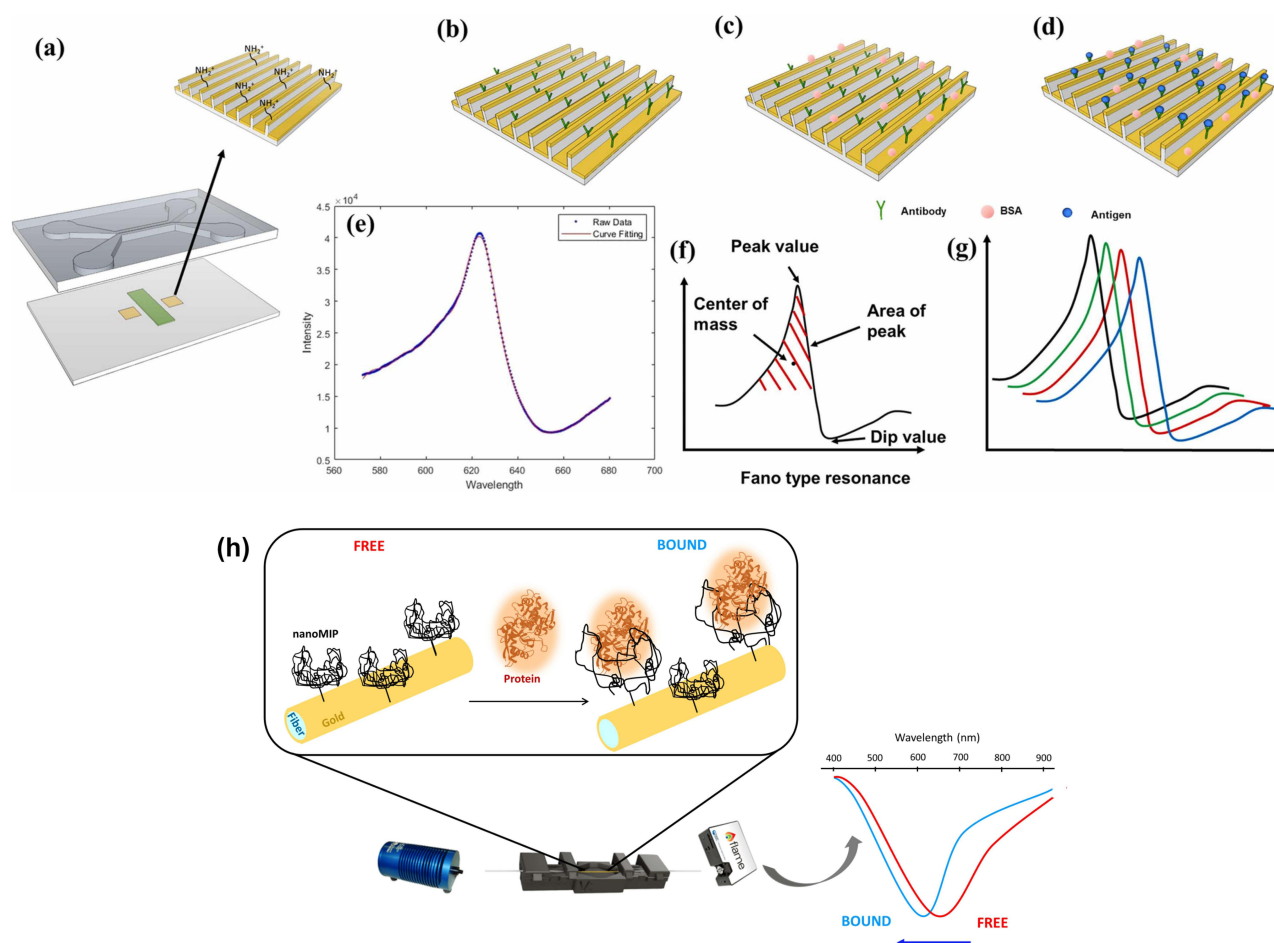 (a)
NH₂⁺
NH₂⁺
NH₂⁺
NH₂⁺
NH₂⁺
NH₂⁺
NH₂
(b)
(c)
(d)
Antibody
BSA
Antigen
(e)
×10⁴
4.5
4
3.5
3
2.5
2
1.5
1
0.5
Intensity
560
580
600
620
640
660
680
700
Wavelength
Raw Data
Curve Fitting
(f)
Peak value
Center of
mass
Area of
peak
Dip value
Fano type resonance
(g)
(h)
FREE
BOUND
nanoMIP
Protein
Fiber
Gold
flame
Wavelength (nm)
400 500 600 700 800 900
BOUND
FREE